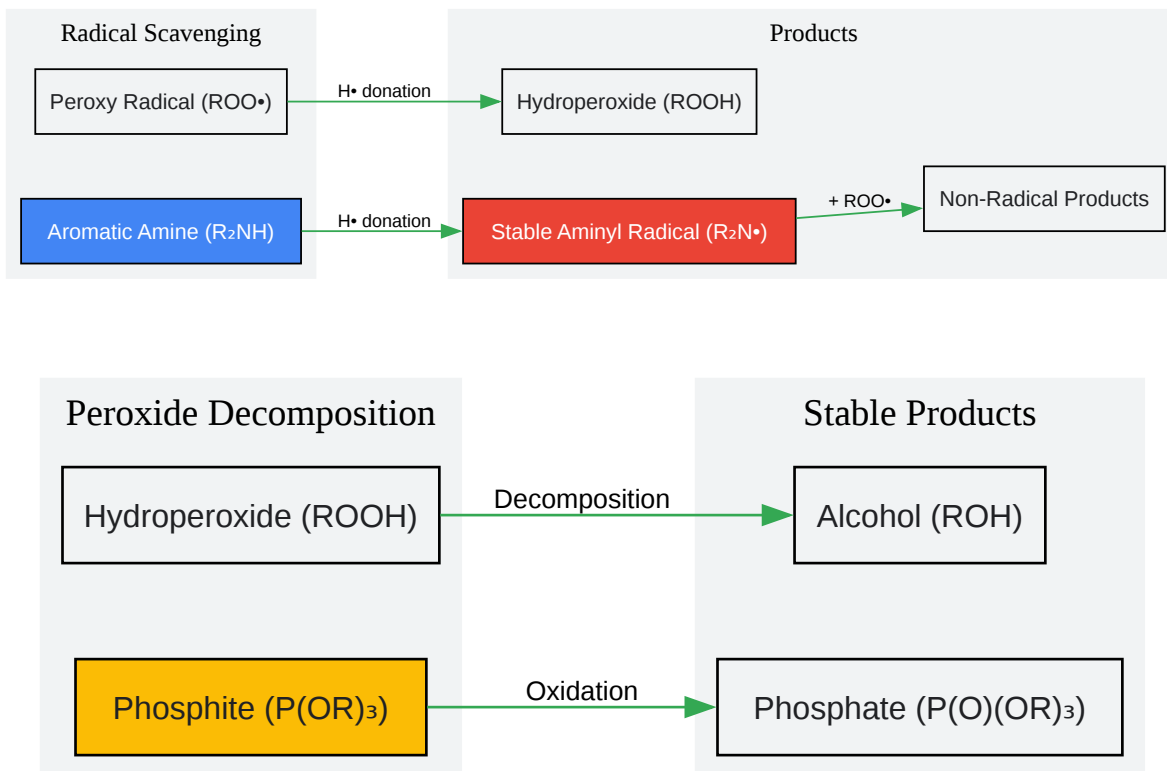 Radical Scavenging
Products
Peroxy Radical (ROO•)
H• donation
Hydroperoxide (ROOH)
Aromatic Amine (R₂NH)
H• donation
Stable Aminyl Radical (R₂N•)
+ ROO•
Non-Radical Products
Peroxide Decomposition
Stable Products
Hydroperoxide (ROOH)
Decomposition
Alcohol (ROH)
Phosphite (P(OR)₃)
Oxidation
Phosphate (P(O)(OR)₃)